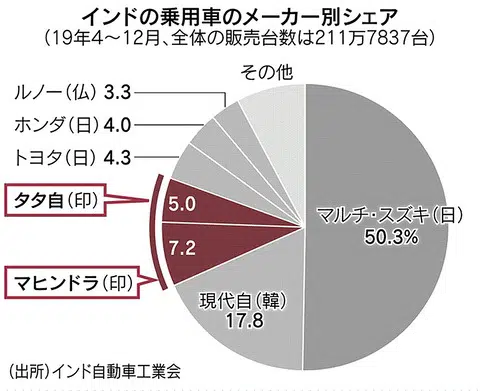 インドの乗用車のメーカー別シェア
(19年4〜12月、全体の販売台数は211万7837台)
その他
ルノー(仏) 3.3
ホンダ(日) 4.0
トヨタ(日) 4.3
タタ自(印)
5.0
マルチ・スズキ(日)
50.3%
7.2
マヒンドラ(印)
現代自(韓)
17.8
(出所)インド自動車工業会